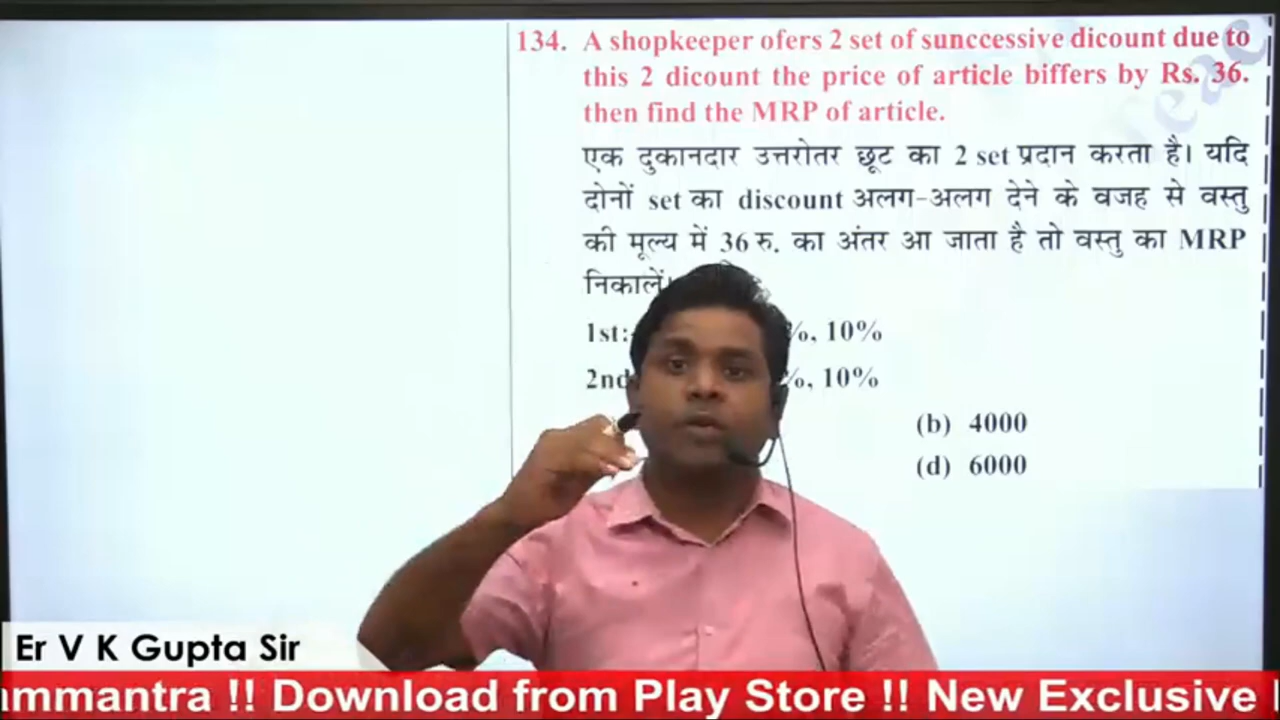 134. A shopkeeper ofers 2 set of sunccessive dicount due to
this 2 dicount the price of article biffers by Rs. 36.
then find the MRP of article.
एक दुकानदार उत्तरोतर छूट का 2 set प्रदान करता है। यदि
दोनों set का discount अलग-अलग देने के वजह से वस्तु
की मूल्य में 36 रु. का अंतर आ जाता है तो वस्तु का MRP
निकालें।
1st:- %, 10%
2nd %, 10%
(b) 4000
(d) 6000
Er V K Gupta Sir
ammantra !! Download from Play Store !! New Exclusive